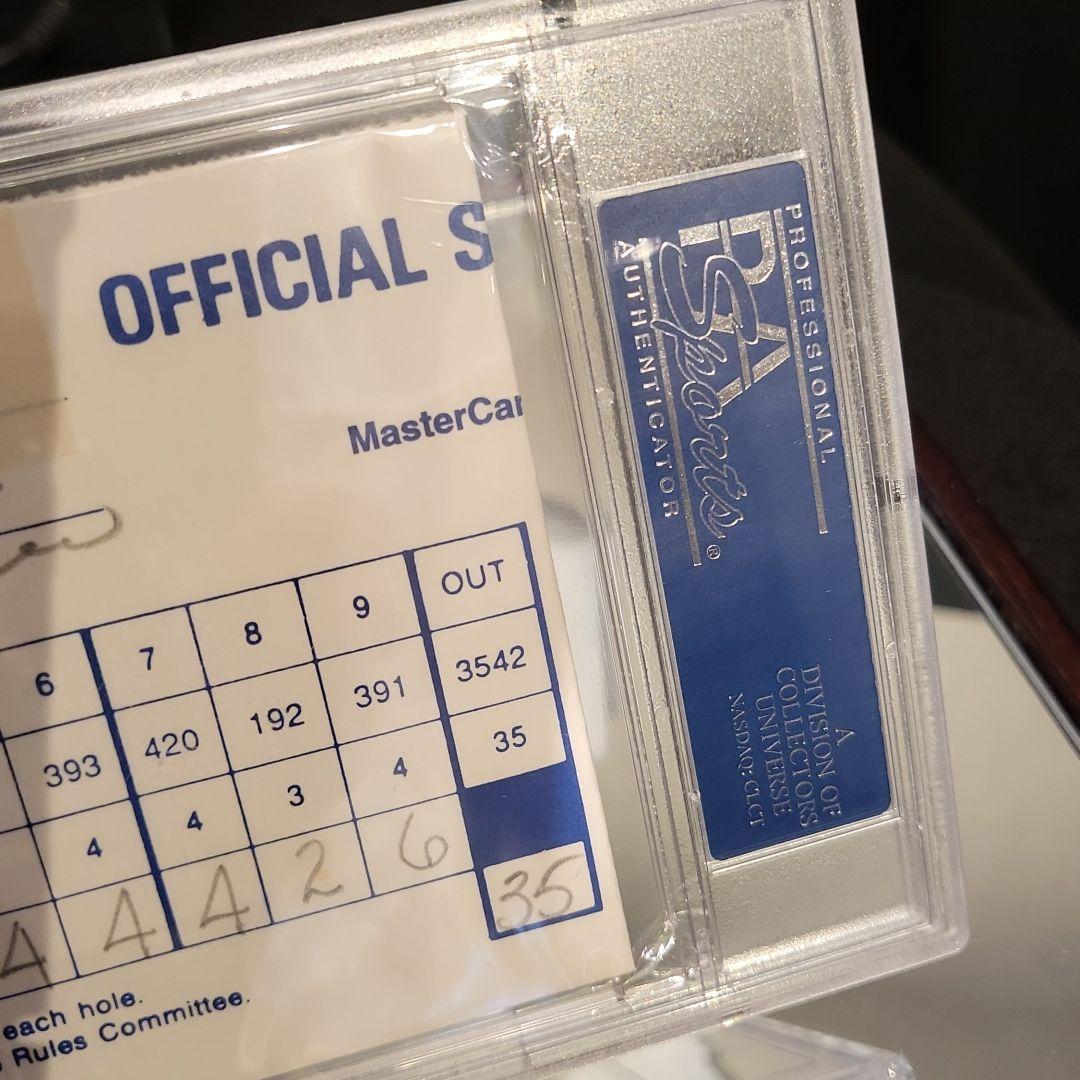 OFFICIAL S
MasterCar
6 7 8 9 OUT
393 420 192 391 3542
4 4 3 4 35
4 4 4 2 6 35
each hole.
Rules Committee.
PROFESSIONAL
PSA
Sports®
AUTHENTICATOR
A
DIVISION OF
COLLECTORS
UNIVERSE
NASDAQ: CLCT